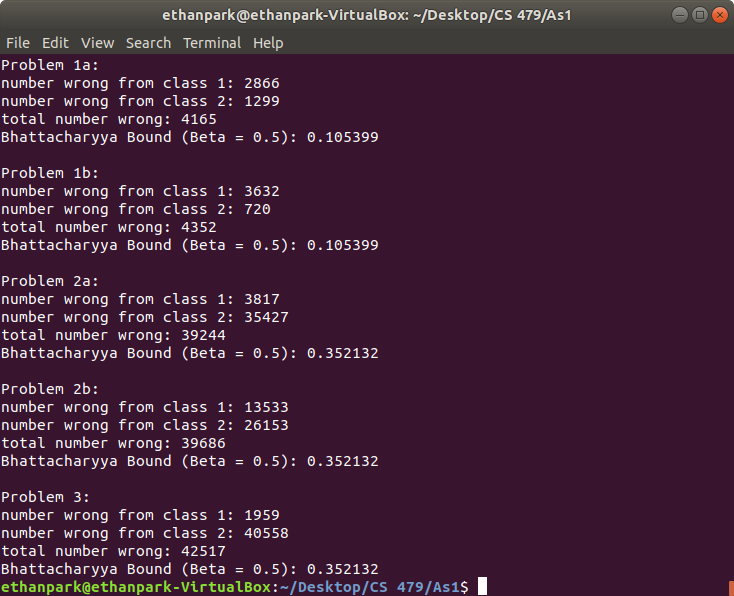 ethanpark@ethanpark-VirtualBox: ~/Desktop/CS 479/As1
File Edit View Search Terminal Help
Problem 1a:
number wrong from class 1: 2866
number wrong from class 2: 1299
total number wrong: 4165
Bhattacharyya Bound (Beta = 0.5): 0.105399
Problem 1b:
number wrong from class 1: 3632
number wrong from class 2: 720
total number wrong: 4352
Bhattacharyya Bound (Beta = 0.5): 0.105399
Problem 2a:
number wrong from class 1: 3817
number wrong from class 2: 35427
total number wrong: 39244
Bhattacharyya Bound (Beta = 0.5): 0.352132
Problem 2b:
number wrong from class 1: 13533
number wrong from class 2: 26153
total number wrong: 39686
Bhattacharyya Bound (Beta = 0.5): 0.352132
Problem 3:
number wrong from class 1: 1959
number wrong from class 2: 40558
total number wrong: 42517
Bhattacharyya Bound (Beta = 0.5): 0.352132
ethanpark@ethanpark-VirtualBox:~/Desktop/CS 479/As1$